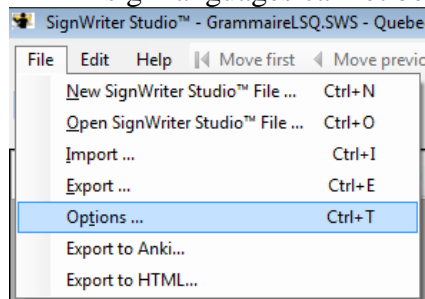 SignWriter Studio™ - GrammaireLSQ.SWS - Quebe
File Edit Help Move first Move previo
New SignWriter Studio™ File ... Ctrl+N
Open SignWriter Studio™ File ... Ctrl+O
Import ... Ctrl+I
Export ... Ctrl+E
Options ... Ctrl+T
Export to Anki...
Export to HTML...